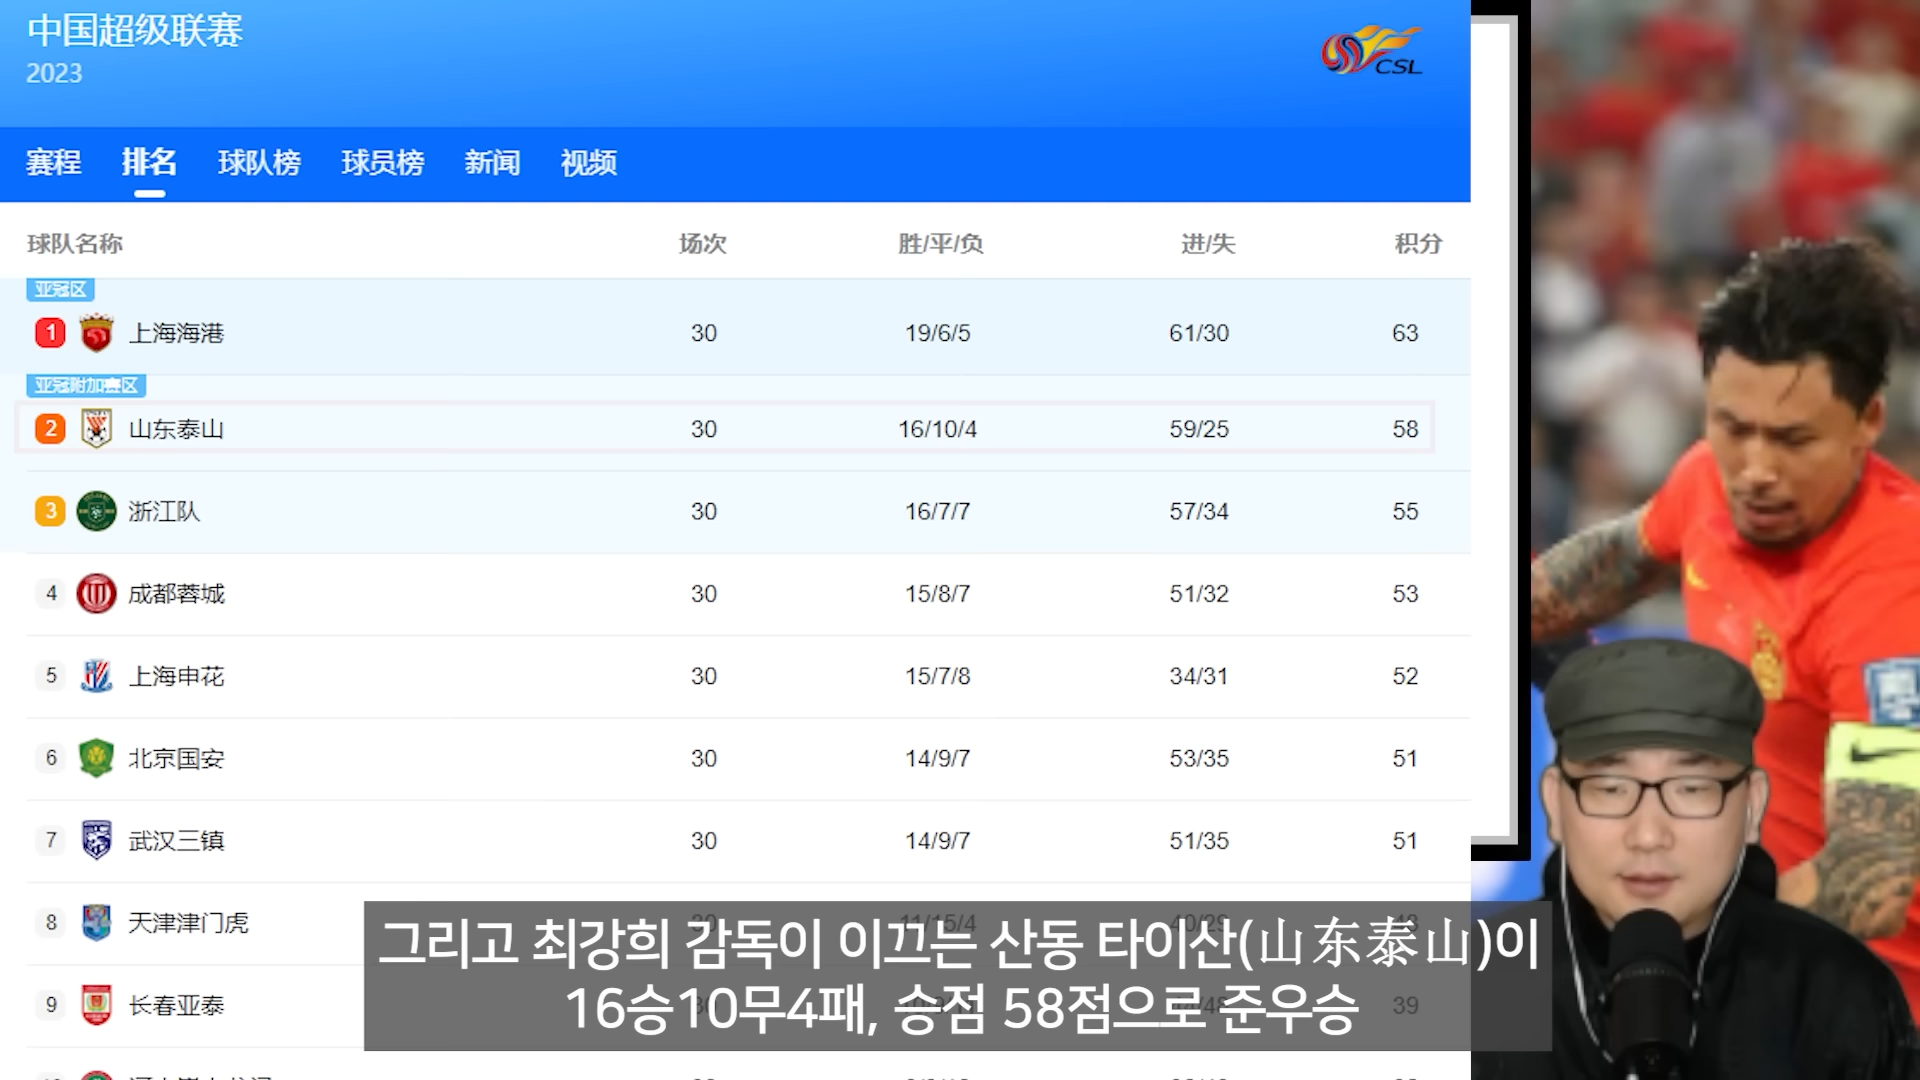 中国超级联赛
2023
CSL
赛程 排名 球队榜 球员榜 新闻 视频
球队名称 场次 胜/平/负 进/失 积分
亚冠区
1 上海海港 30 19/6/5 61/30 63
亚冠附加赛区
2 山东泰山 30 16/10/4 59/25 58
3 浙江队 30 16/7/7 57/34 55
4 成都蓉城 30 15/8/7 51/32 53
5 上海申花 30 15/7/8 34/31 52
6 北京国安 30 14/9/7 53/35 51
7 武汉三镇 30 14/9/7 51/35 51
8 天津津门虎
9 长春亚泰 39
그리고 최강희 감독이 이끄는 산동 타이산(山东泰山)이
16승10무4패, 승점 58점으로 준우승